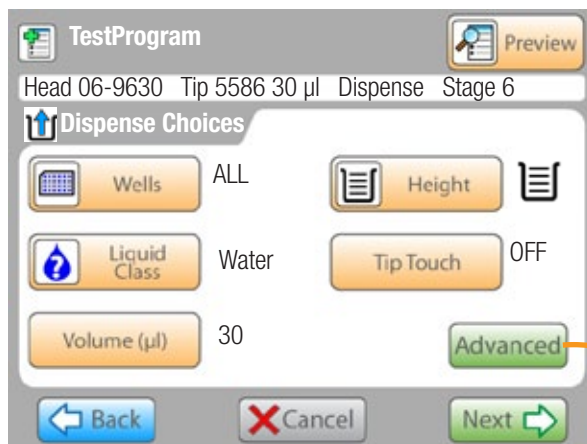 TestProgram
Preview
Head 06-9630 Tip 5586 30 µl Dispense Stage 6
Dispense Choices
Wells ALL Height
Liquid Class Water Tip Touch OFF
Volume (µl) 30 Advanced
Back Cancel Next